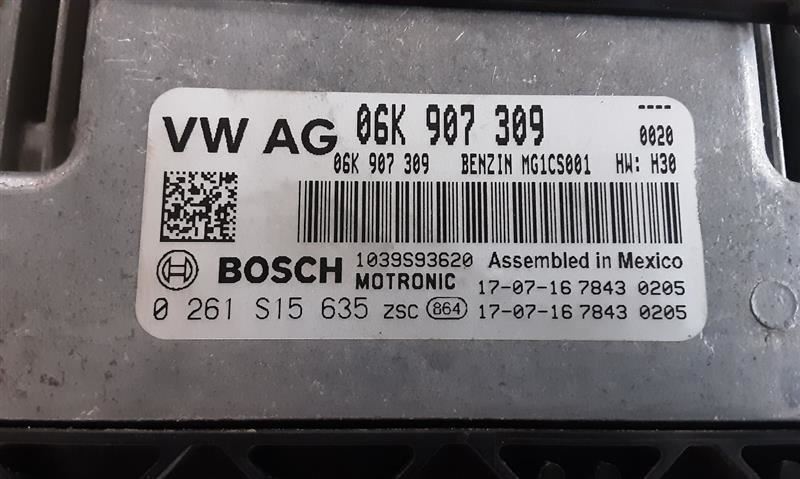 VW AG 06K 907 309 ----
0020
06K 907 309 BENZIN MG1CS001 HW: H30
BOSCH 1039S93620 Assembled in Mexico
MOTRONIC 17-07-16 7843 0205
0 261 S15 635 ZSC 864 17-07-16 7843 0205